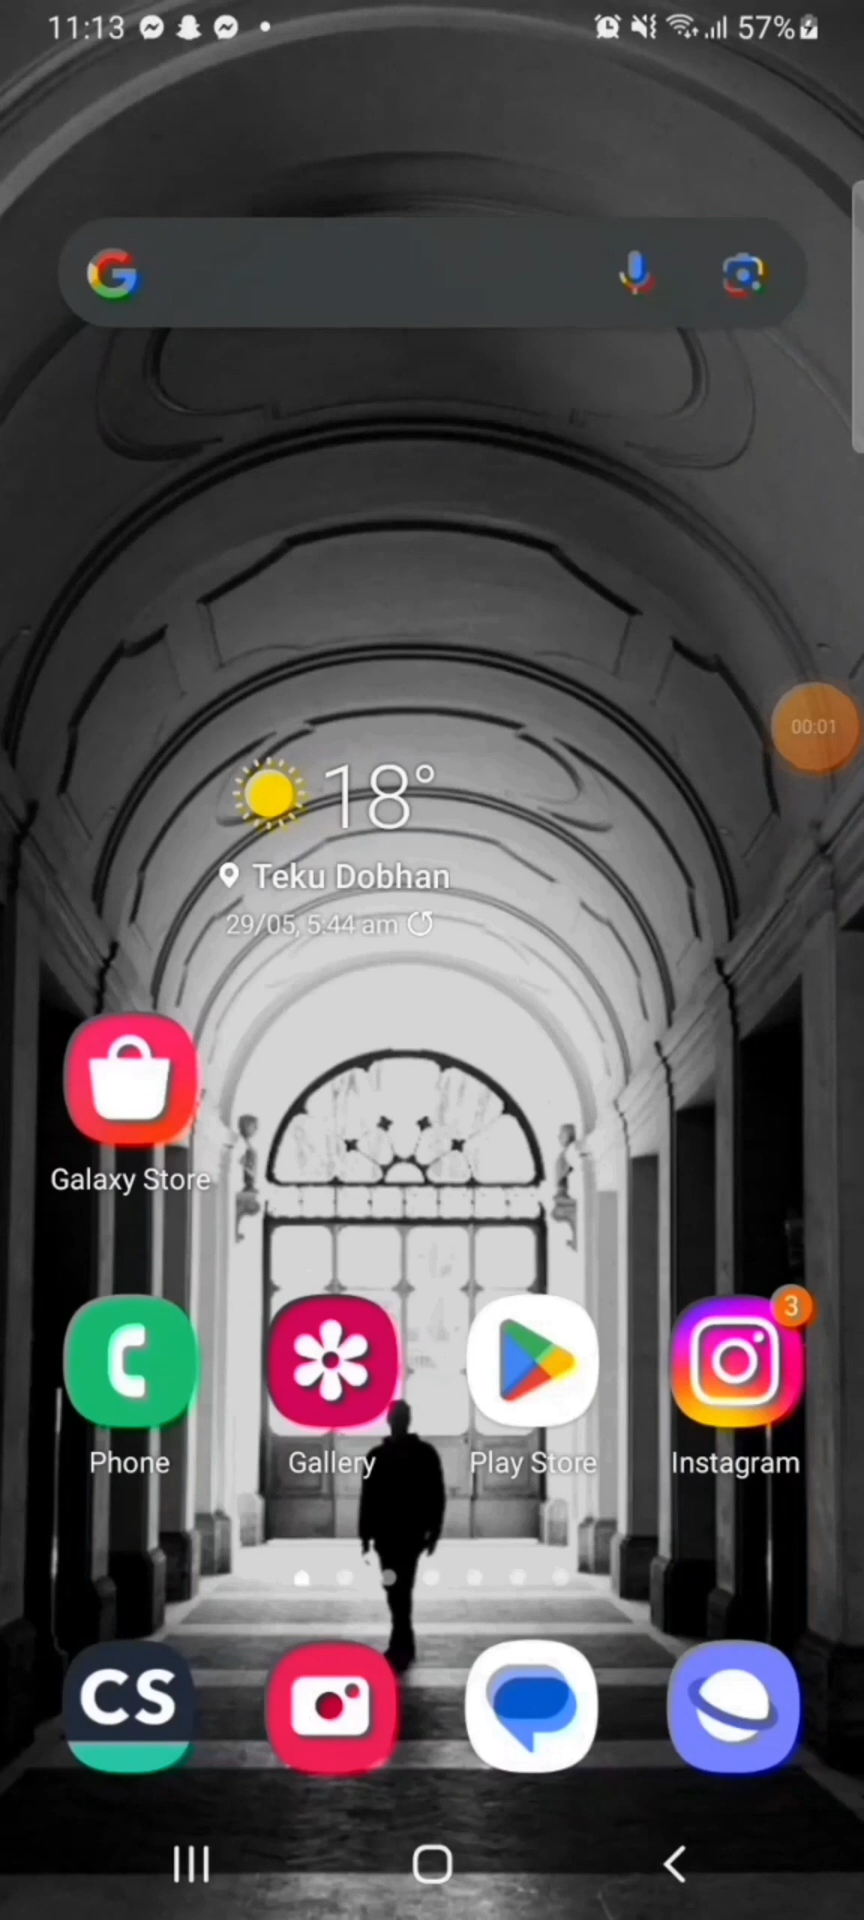 11:13
57%
00:01
18°
Teku Dobhan
29/05, 5:44 am
Galaxy Store
3
Phone
Gallery
Play Store
Instagram
CS